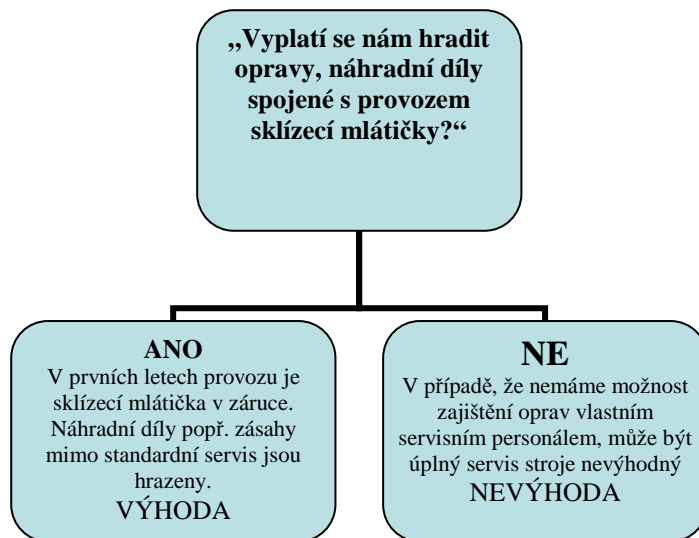 „Vyplatí se nám hradit
opravy, náhradní díly
spojené s provozem
sklízecí mlátičky?“
ANO
V prvních letech provozu je
sklízecí mlátička v záruce.
Náhradní díly popř. zásahy
mimo standardní servis jsou
hrazeny.
VÝHODA
NE
V případě, že nemáme možnost
zajištění oprav vlastním
servisním personálem, může být
úplný servis stroje nevýhodný
NEVÝHODA